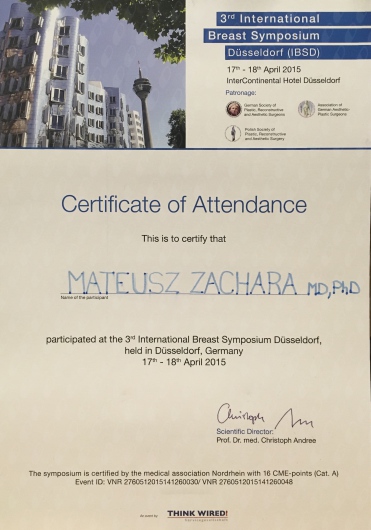 3rd International
Breast Symposium
Düsseldorf (IBSD)
17th - 18th April 2015
InterContinental Hotel Düsseldorf
Patronage:
German Society of
Plastic, Reconstructive
and Aesthetic Surgeons
Association of
German Aesthetic
Plastic Surgeons
Polish Society of
Plastic, Reconstructive
and Aesthetic Surgery
Certificate of Attendance
This is to certify that
MATEUSZ ZACHARA MD, PhD
Name of the participant
participated at the 3rd International Breast Symposium Düsseldorf,
held in Düsseldorf, Germany
17th - 18th April 2015
Christoph
Scientific Director:
Prof. Dr. med. Christoph Andree
The symposium is certified by the medical association Nordrhein with 16 CME-points (Cat. A)
Event ID: VNR 2760512015141260030/ VNR 2760512015141260048
THINK WIRED!